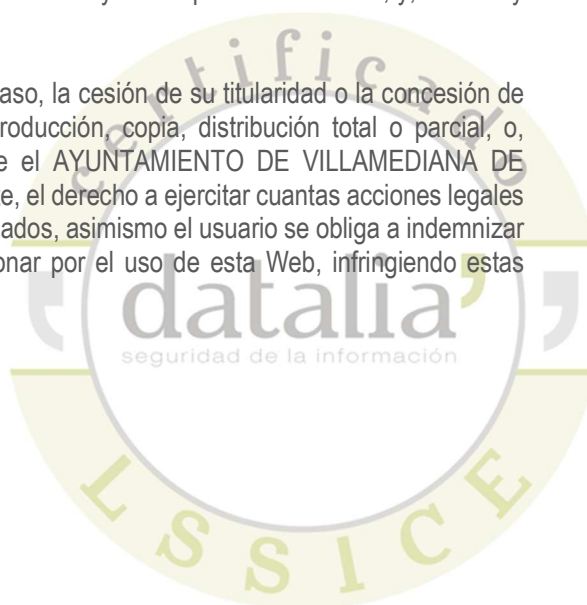 aso, la cesión de su titularidad o la concesión de
roducción, copia, distribución total o parcial, o,
e el AYUNTAMIENTO DE VILLAMEDIANA DE
te, el derecho a ejercitar cuantas acciones legales
ados, asimismo el usuario se obliga a indemnizar
onar por el uso de esta Web, infringiendo estas
certificado
datalia
seguridad de la información
LSSICE